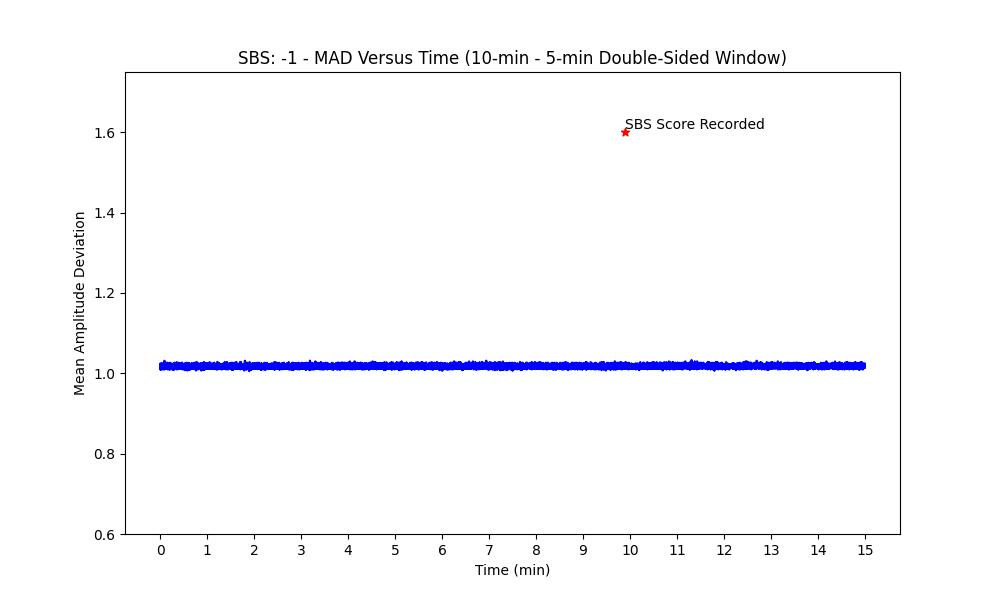 SBS: -1 - MAD Versus Time (10-min - 5-min Double-Sided Window)
SBS Score Recorded
Mean Amplitude Deviation
1.6
1.4
1.2
1.0
0.8
0.6
0 1 2 3 4 5 6 7 8 9 10 11 12 13 14 15
Time (min)